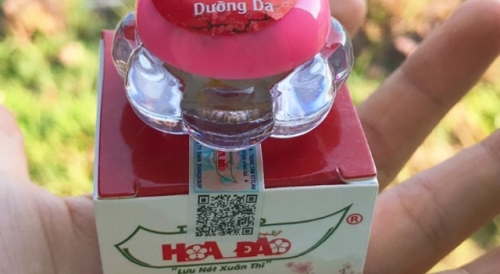 Dưỡng Da
HOA ĐÀO
®
"Lưu Nét Xuân Thì"